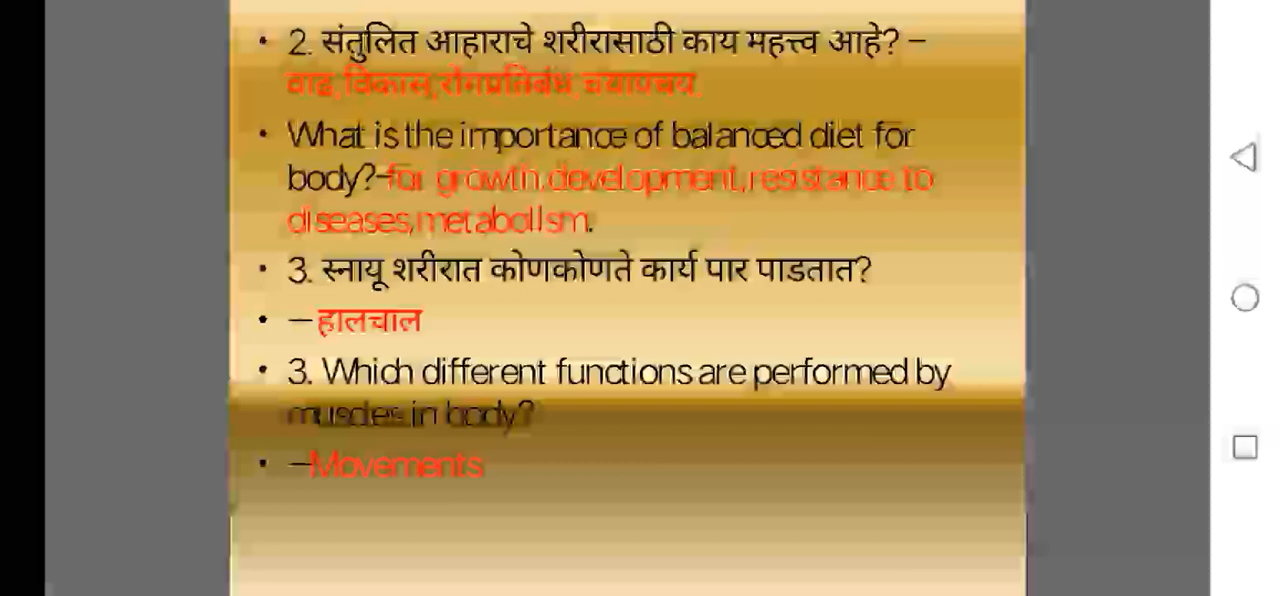 • 2. संतुलित आहाराचे शरीरासाठी काय महत्त्व आहे? –
वाढ,विकास,रोगप्रतिबंध,चयापचय
• What is the importance of balanced diet for
body?-for growth,development,resistance to
diseases,metabolism.
• 3. स्नायू शरीरात कोणकोणते कार्य पार पाडतात?
• – हालचाल
• 3. Which different functions are performed by
muscles in body?
• –Movements